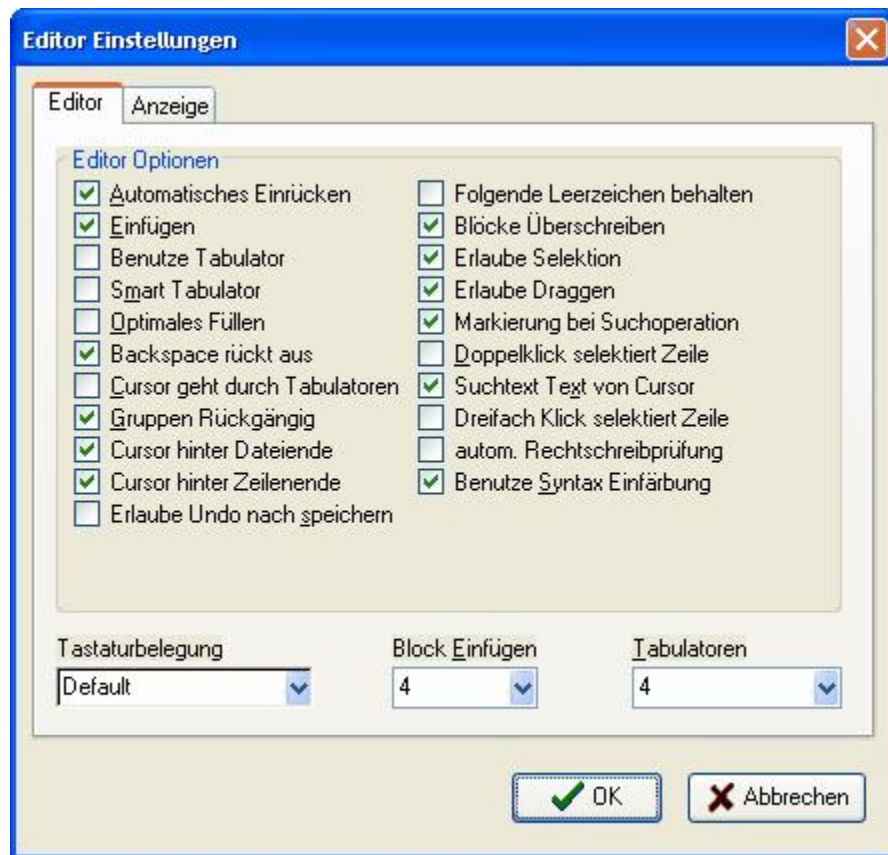 Editor Einstellungen
Editor
Anzeige
Editor Optionen
Automatisches Einrücken
Einfügen
Benutze Tabulator
Smart Tabulator
Optimales Füllen
Backspace rückt aus
Cursor geht durch Tabulatoren
Gruppen Rückgängig
Cursor hinter Dateiende
Cursor hinter Zeilenende
Erlaube Undo nach speichern
Folgende Leerzeichen behalten
Blöcke Überschreiben
Erlaube Selektion
Erlaube Draggen
Markierung bei Suchoperation
Doppelklick selektiert Zeile
Suchtext Text von Cursor
Dreifach Klick selektiert Zeile
autom. Rechtschreibprüfung
Benutze Syntax Einfärbung
Tastaturbelegung
Default
Block Einfügen
4
Tabulatoren
4
OK
Abbrechen